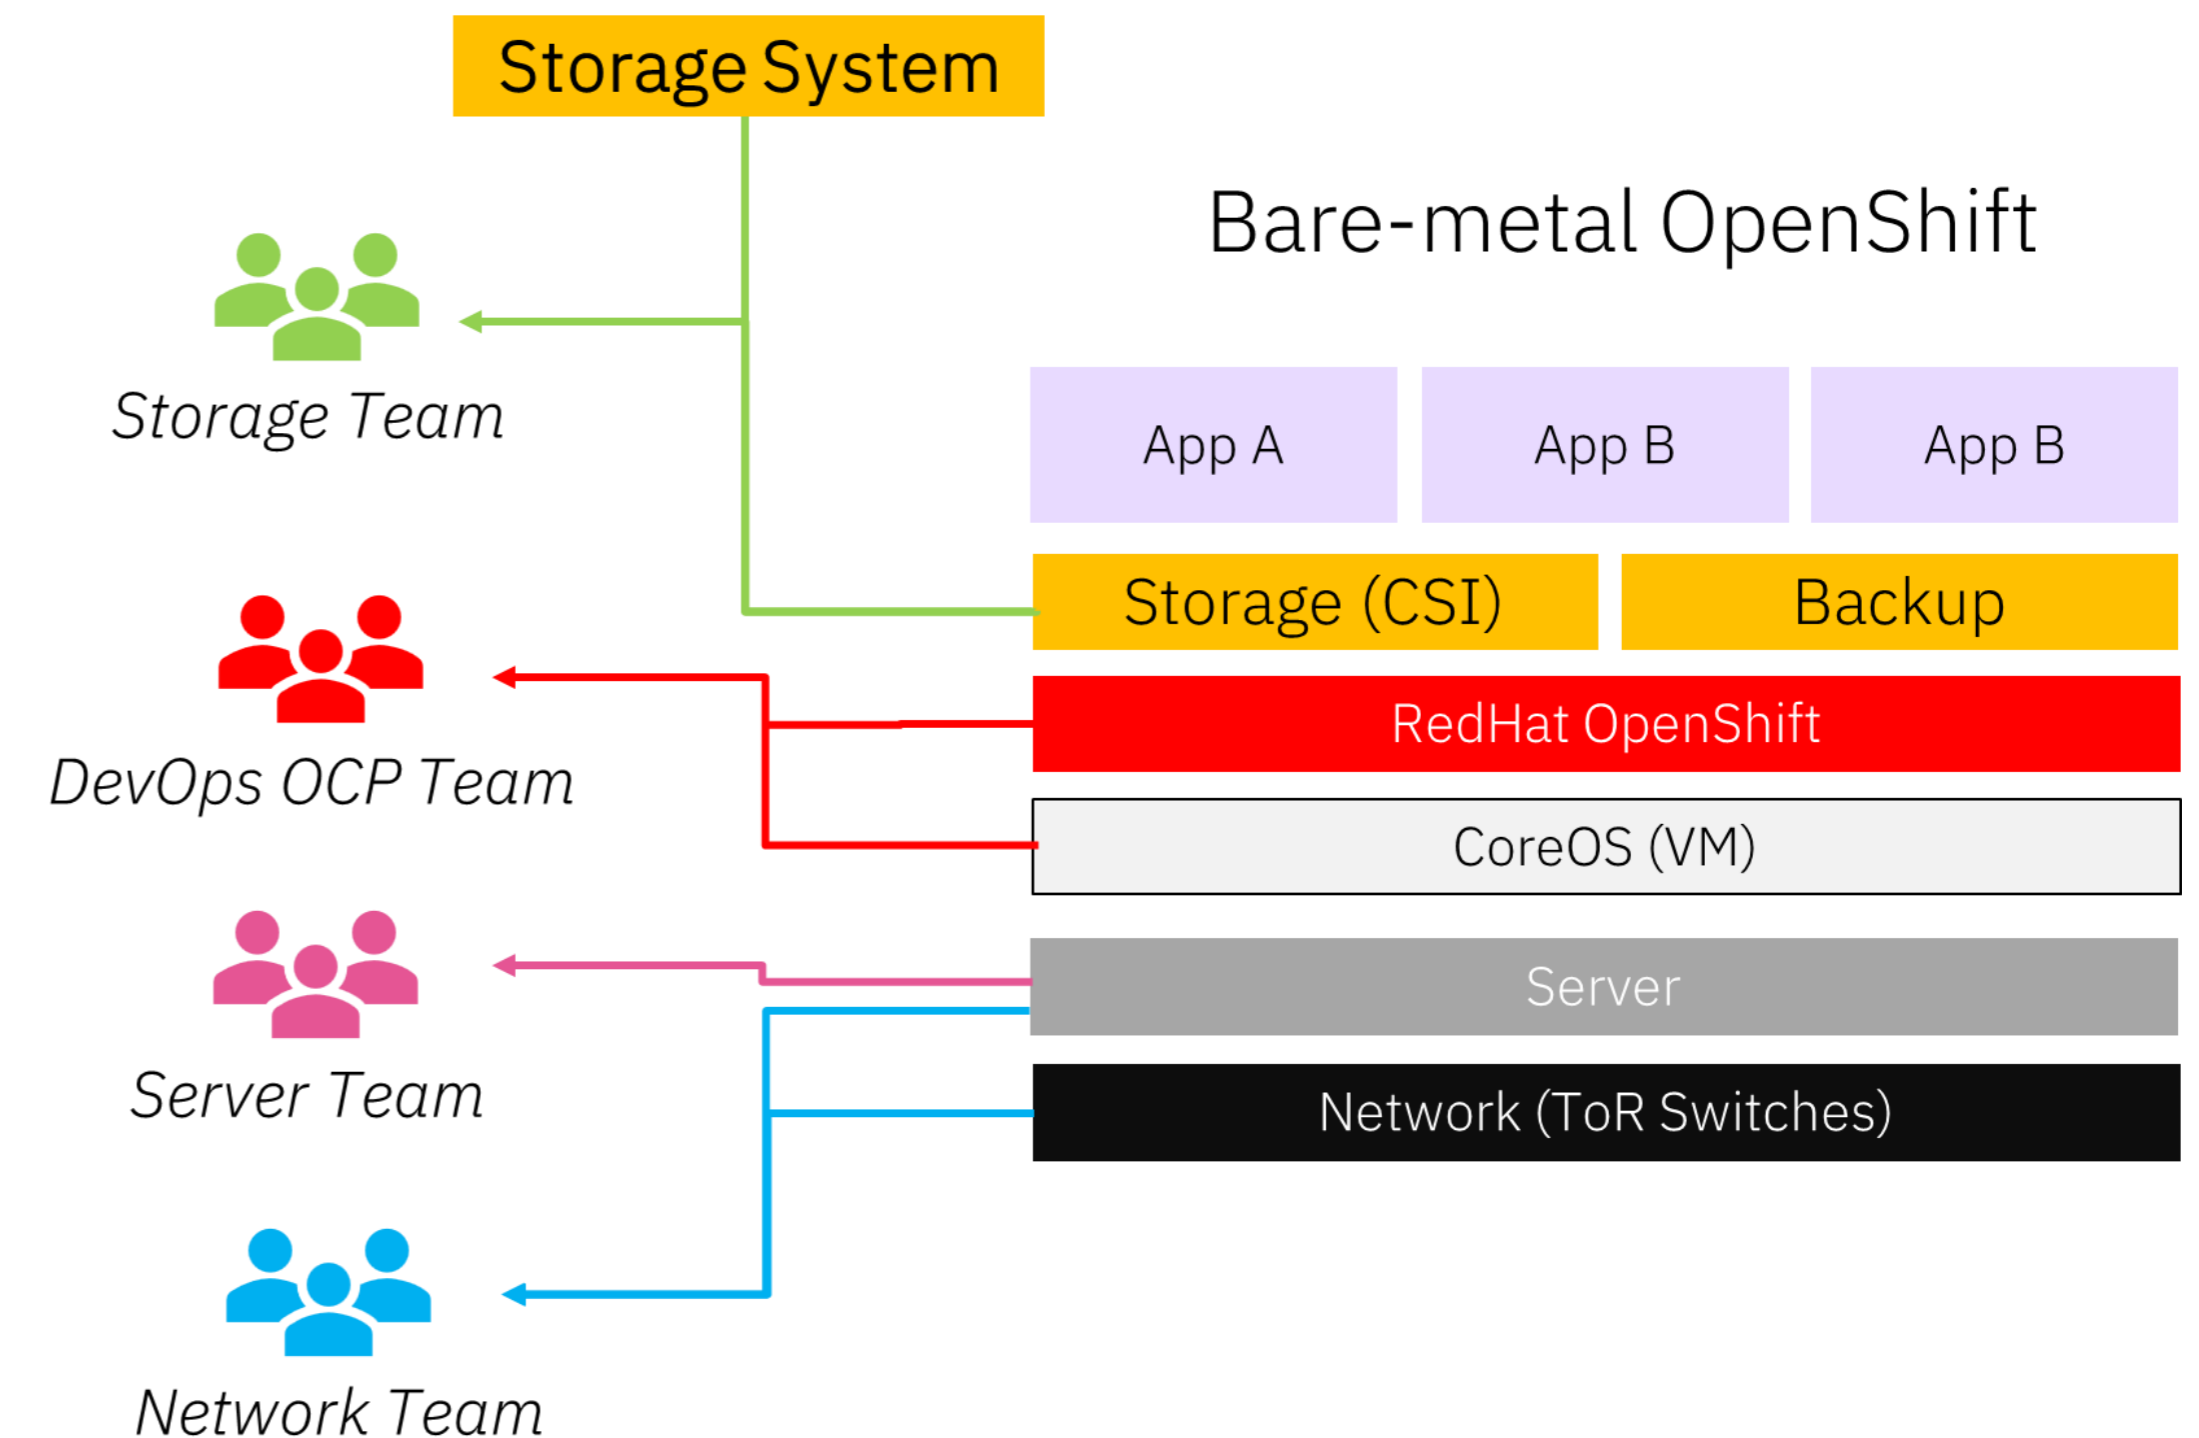 Storage System
Bare-metal OpenShift
Storage Team
App A
App B
App B
Storage (CSI)
Backup
RedHat OpenShift
DevOps OCP Team
CoreOS (VM)
Server
Server Team
Network (ToR Switches)
Network Team